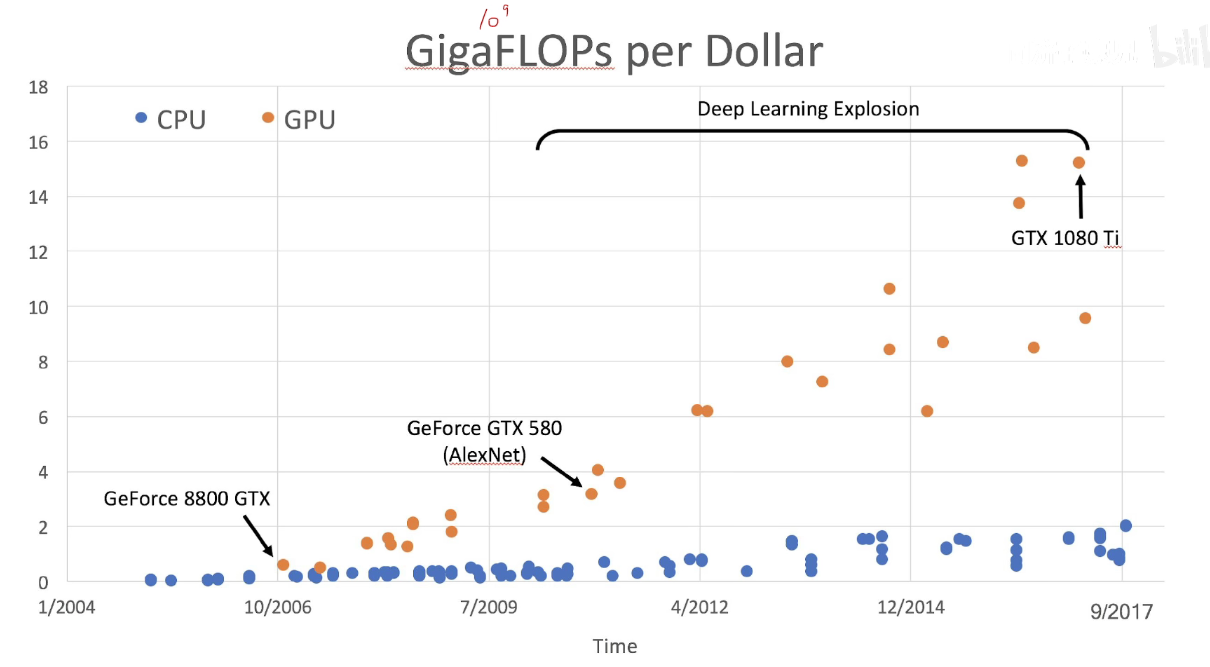 10⁹
GigaFLOPs per Dollar
bilibili
18
CPU
GPU
Deep Learning Explosion
16
14
GTX 1080 Ti
12
10
8
6
GeForce GTX 580
(AlexNet)
4
GeForce 8800 GTX
2
0
1/2004
10/2006
7/2009
4/2012
12/2014
9/2017
Time